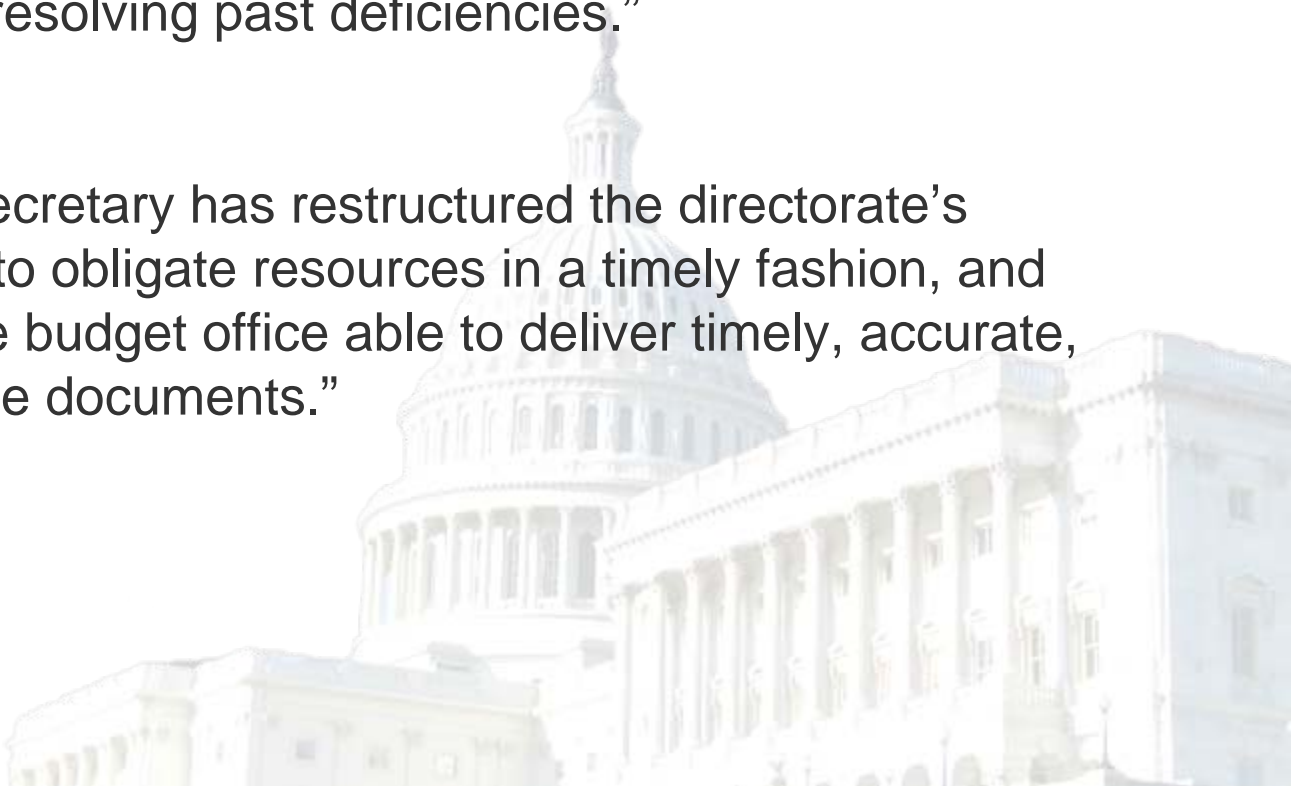 resolving past deficiencies.”
ecretary has restructured the directorate’s
to obligate resources in a timely fashion, and
e budget office able to deliver timely, accurate,
e documents.”